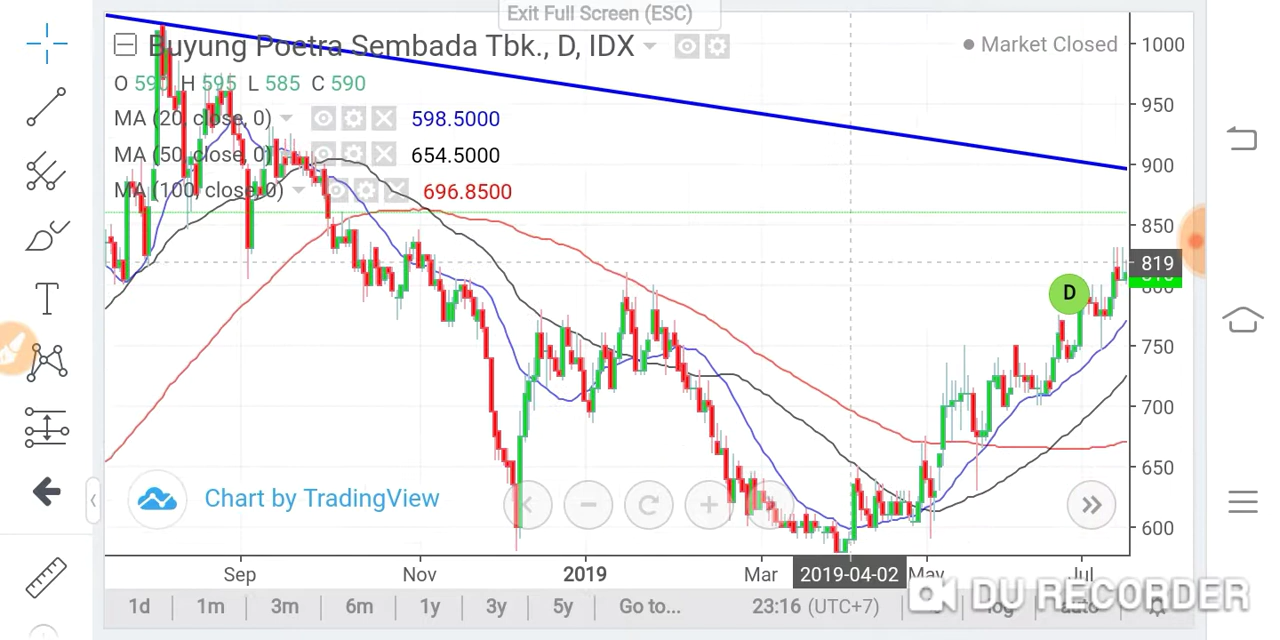 Exit Full Screen (ESC)
Buyung Poetra Sembada Tbk., D, IDX
Market Closed
O 590 H 595 L 585 C 590
MA (20, close, 0) 598.5000
MA (50, close, 0) 654.5000
MA (100, close, 0) 696.8500
1000
950
900
850
819
800
750
700
650
600
D
Chart by TradingView
Sep Nov 2019 Mar 2019-04-02 May Jul
1d 1m 3m 6m 1y 3y 5y Go to... 23:16 (UTC+7) log auto
DU RECORDER